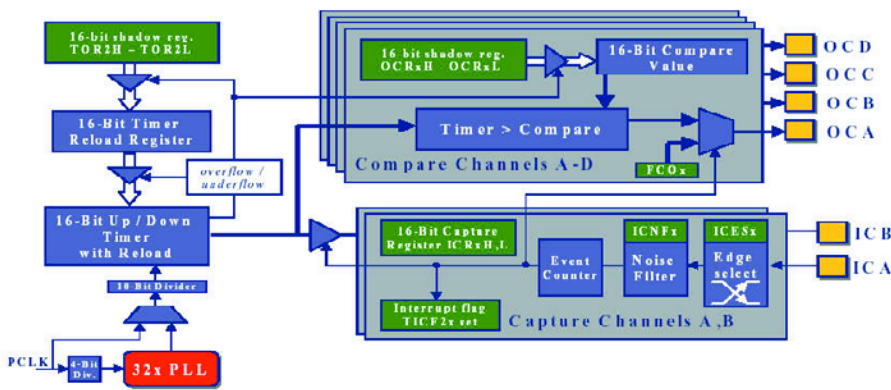 16-bit shadow reg.
TOR2H – TOR2L
16-Bit Timer
Reload Register
overflow /
underflow
16-Bit Up / Down
Timer
with Reload
10-Bit Divider
PCLK
4-Bit
Div.
32x PLL
16-bit shadow reg.
OCRxH OCRxL
16-Bit Compare
Value
Timer > Compare
FCOx
Compare Channels A-D
OCD
OCC
OCB
OCA
16-Bit Capture
Register ICRxH,L
Interrupt flag
TICF2x set
Event
Counter
ICNFx
Noise
Filter
ICESx
Edge
select
Capture Channels A,B
ICB
ICA